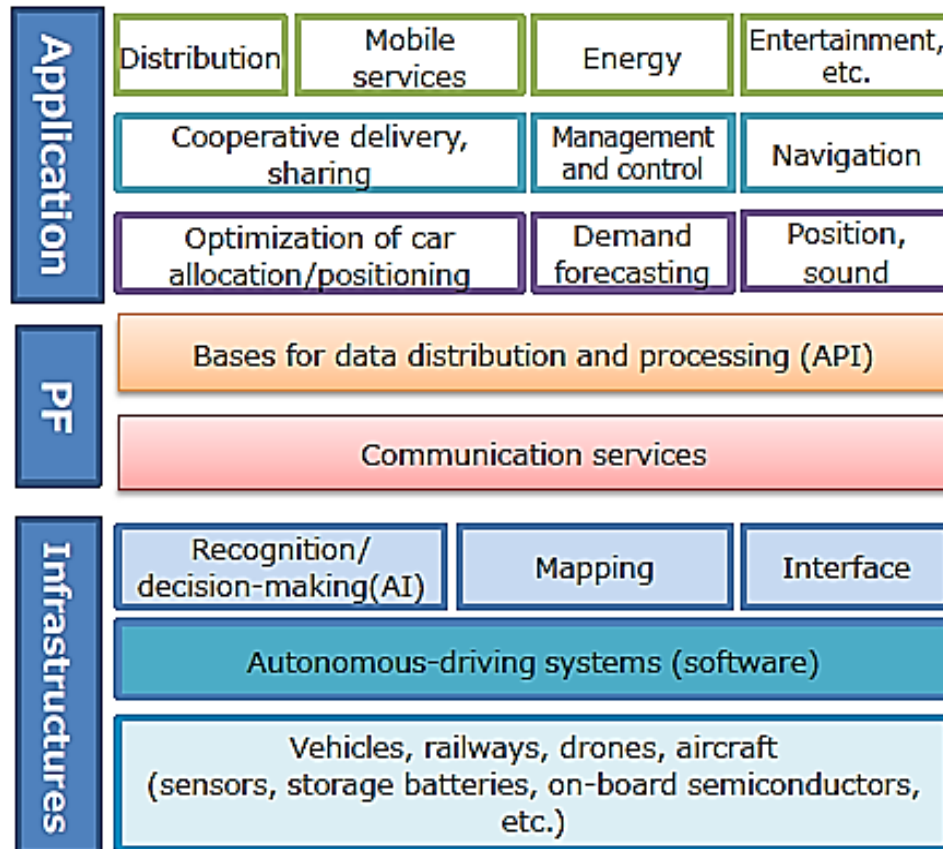 Application
Distribution
Mobile
services
Energy
Entertainment,
etc.
Cooperative delivery,
sharing
Management
and control
Navigation
Optimization of car
allocation/positioning
Demand
forecasting
Position,
sound
PF
Bases for data distribution and processing (API)
Communication services
Infrastructures
Recognition/
decision-making(AI)
Mapping
Interface
Autonomous-driving systems (software)
Vehicles, railways, drones, aircraft
(sensors, storage batteries, on-board semiconductors,
etc.)